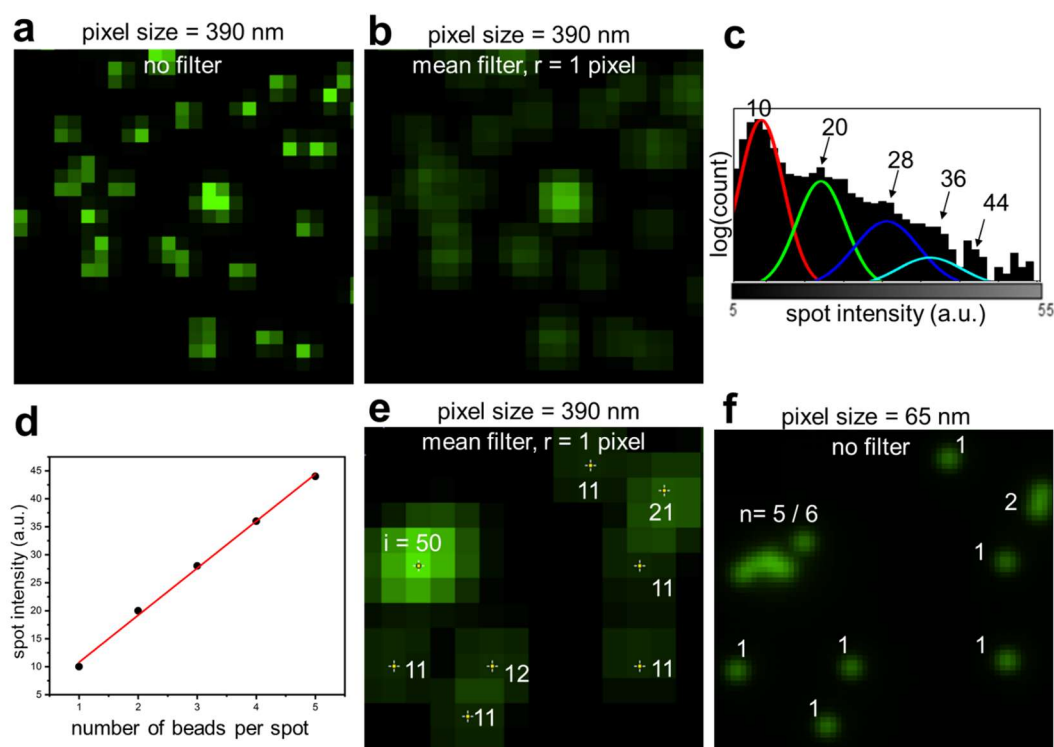 a
pixel size = 390 nm
no filter
b
pixel size = 390 nm
mean filter, r = 1 pixel
c
10
20
28
36
44
log(count)
5
55
spot intensity (a.u.)
d
45
40
35
30
25
20
15
10
5
spot intensity (a.u.)
1 2 3 4 5
number of beads per spot
e
pixel size = 390 nm
mean filter, r = 1 pixel
11
21
i = 50
11
11
12
11
11
f
pixel size = 65 nm
no filter
1
2
n= 5 / 6
1
1
1
1
1